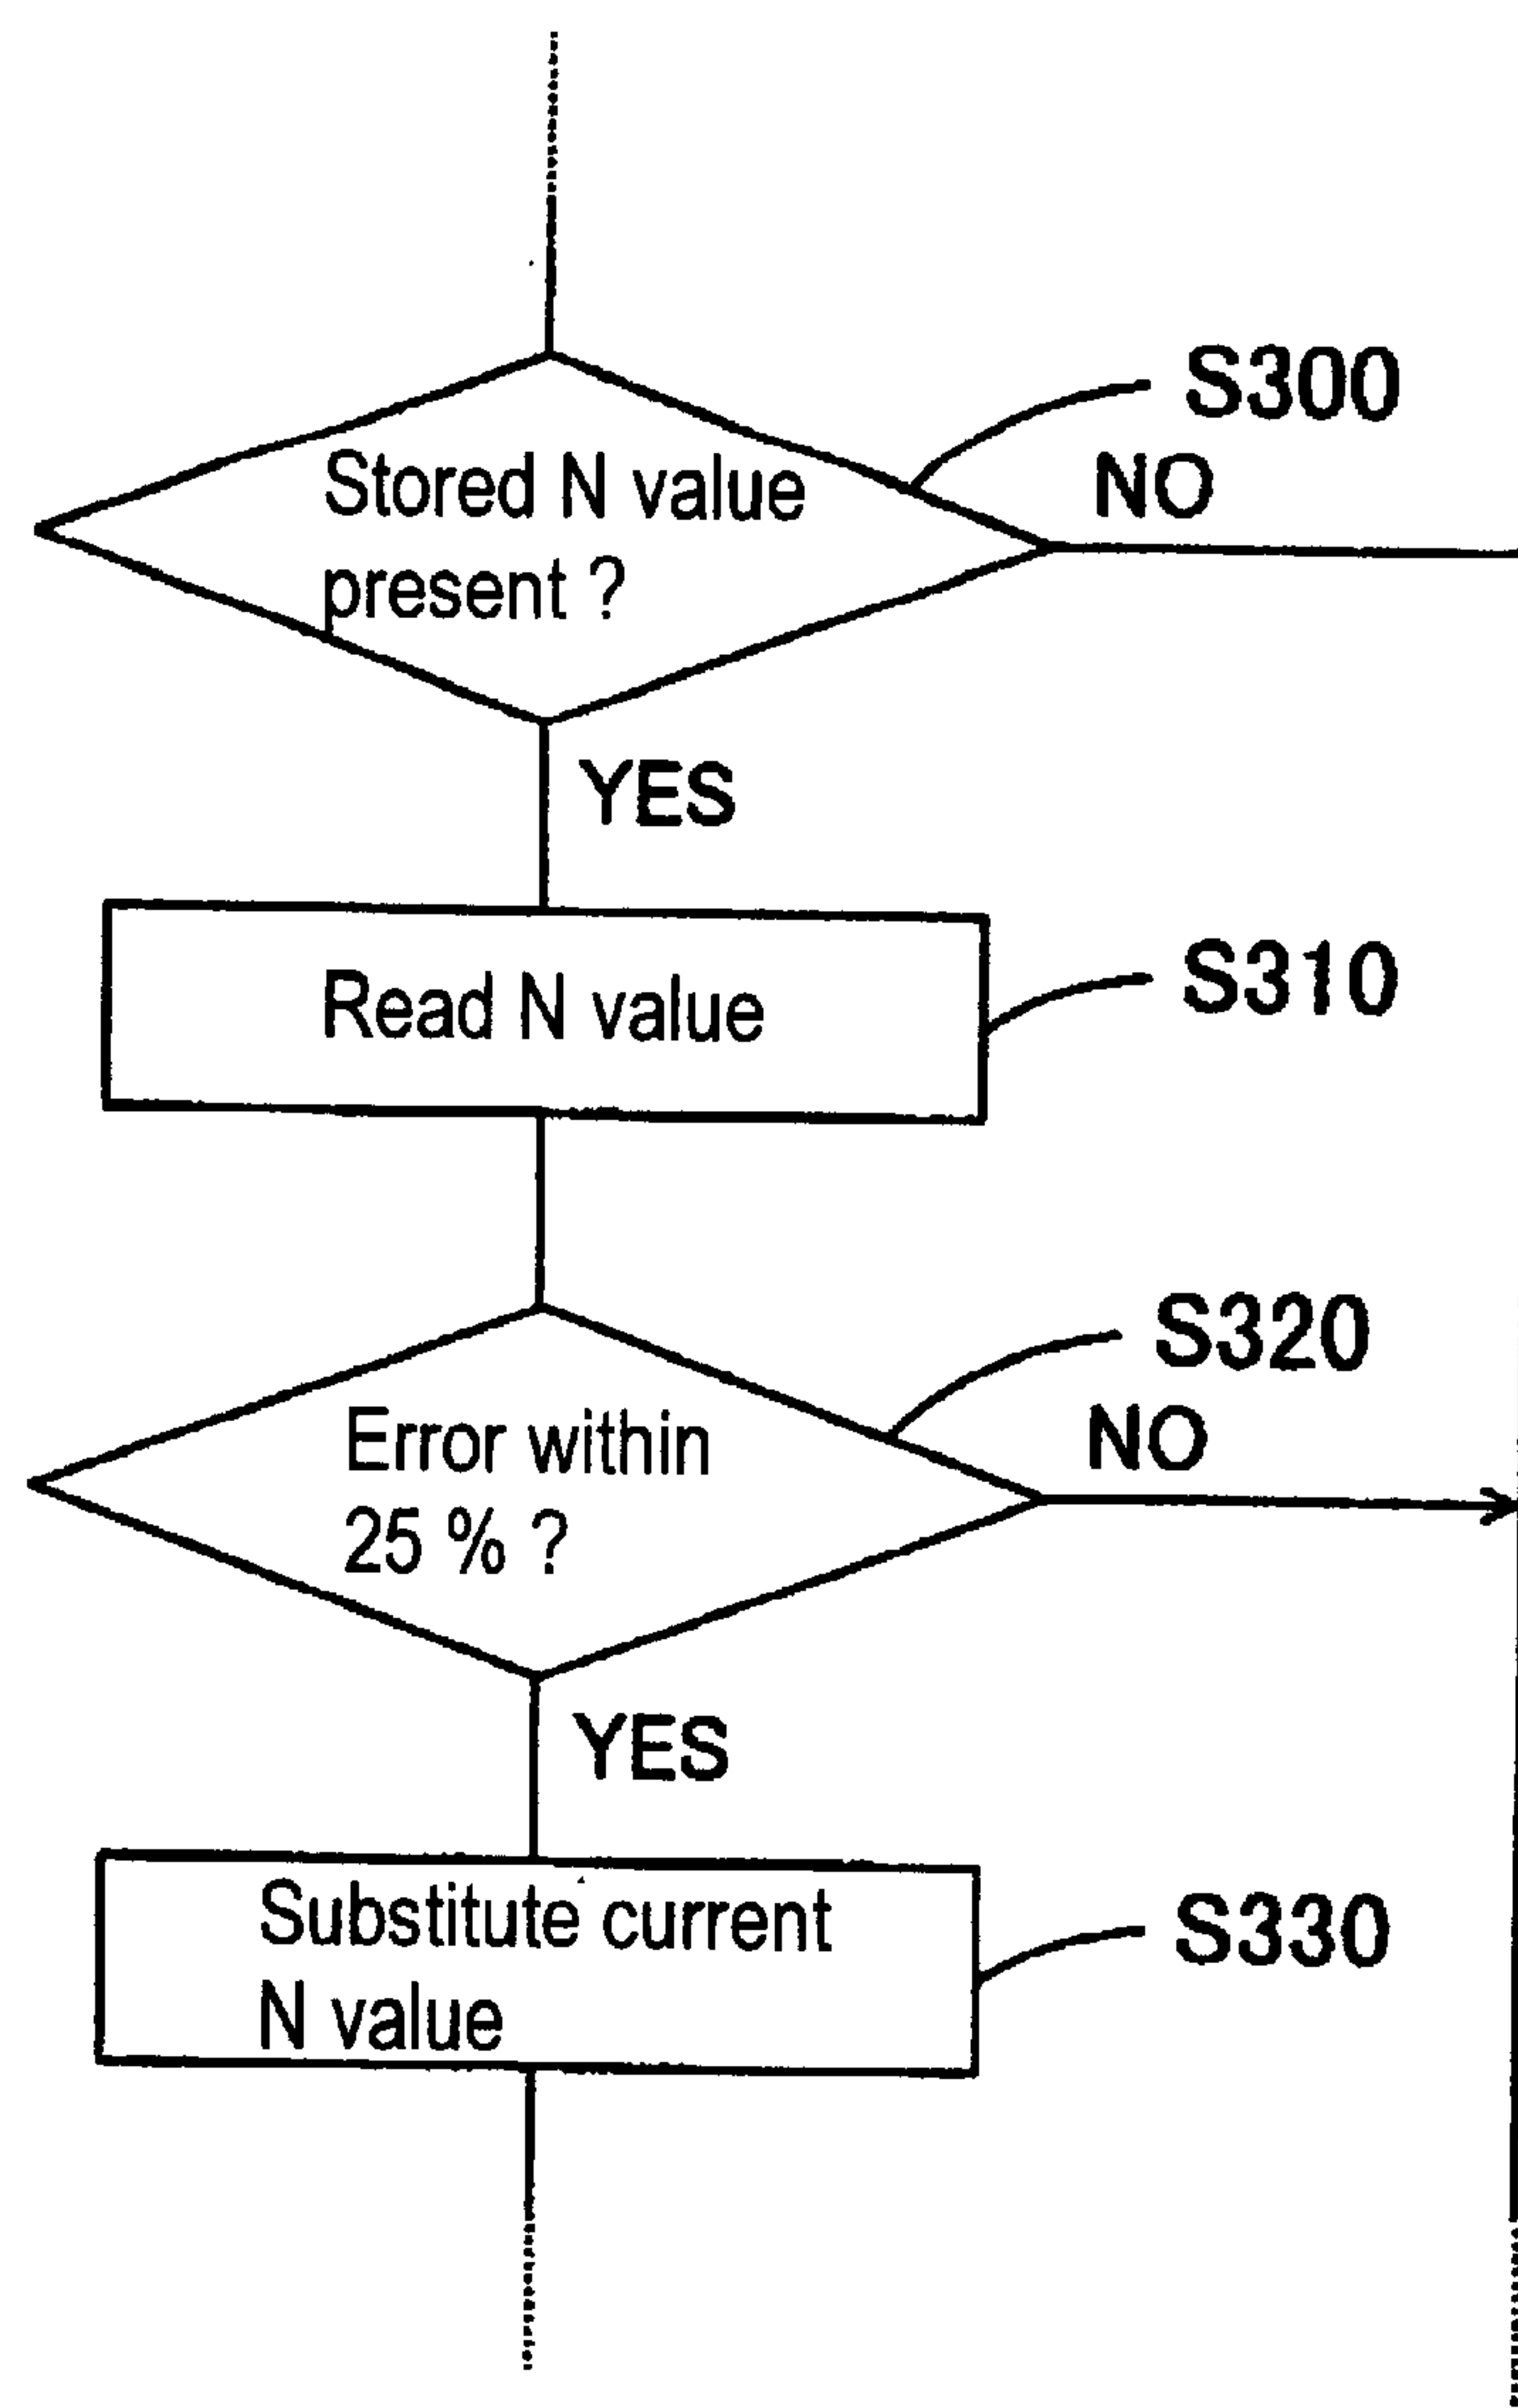 S300
Stored N value
NO
present ?
YES
Read N value
S310
S320
Error within
NO
25 % ?
YES
Substitute current
S330
N value